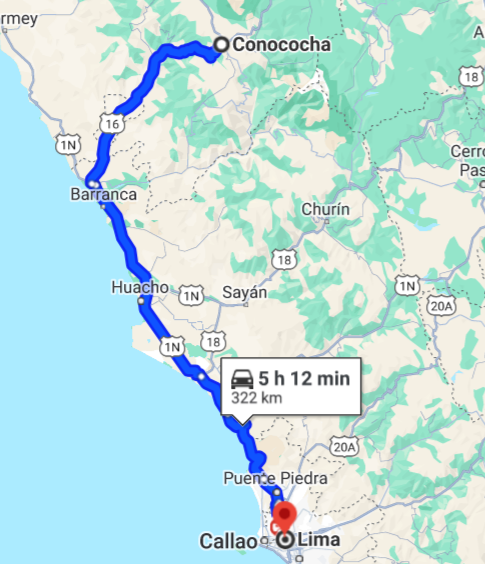 rmey
Conococha
18
16
1N
Cerro
Pas
Barranca
Churín
18
Huacho
1N
Sayán
1N
20A
1N
18
5 h 12 min
322 km
20A
Puente Piedra
Callao
Lima